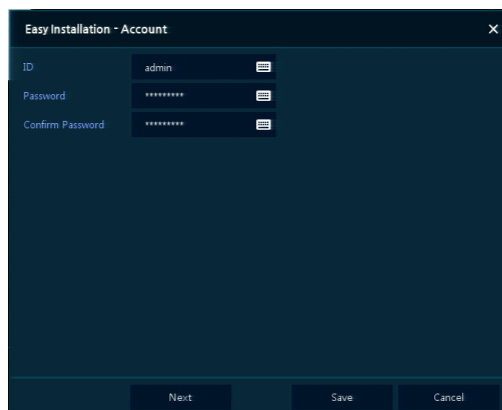 Easy Installation - Account
ID admin
Password *********
Confirm Password *********
Next Save Cancel